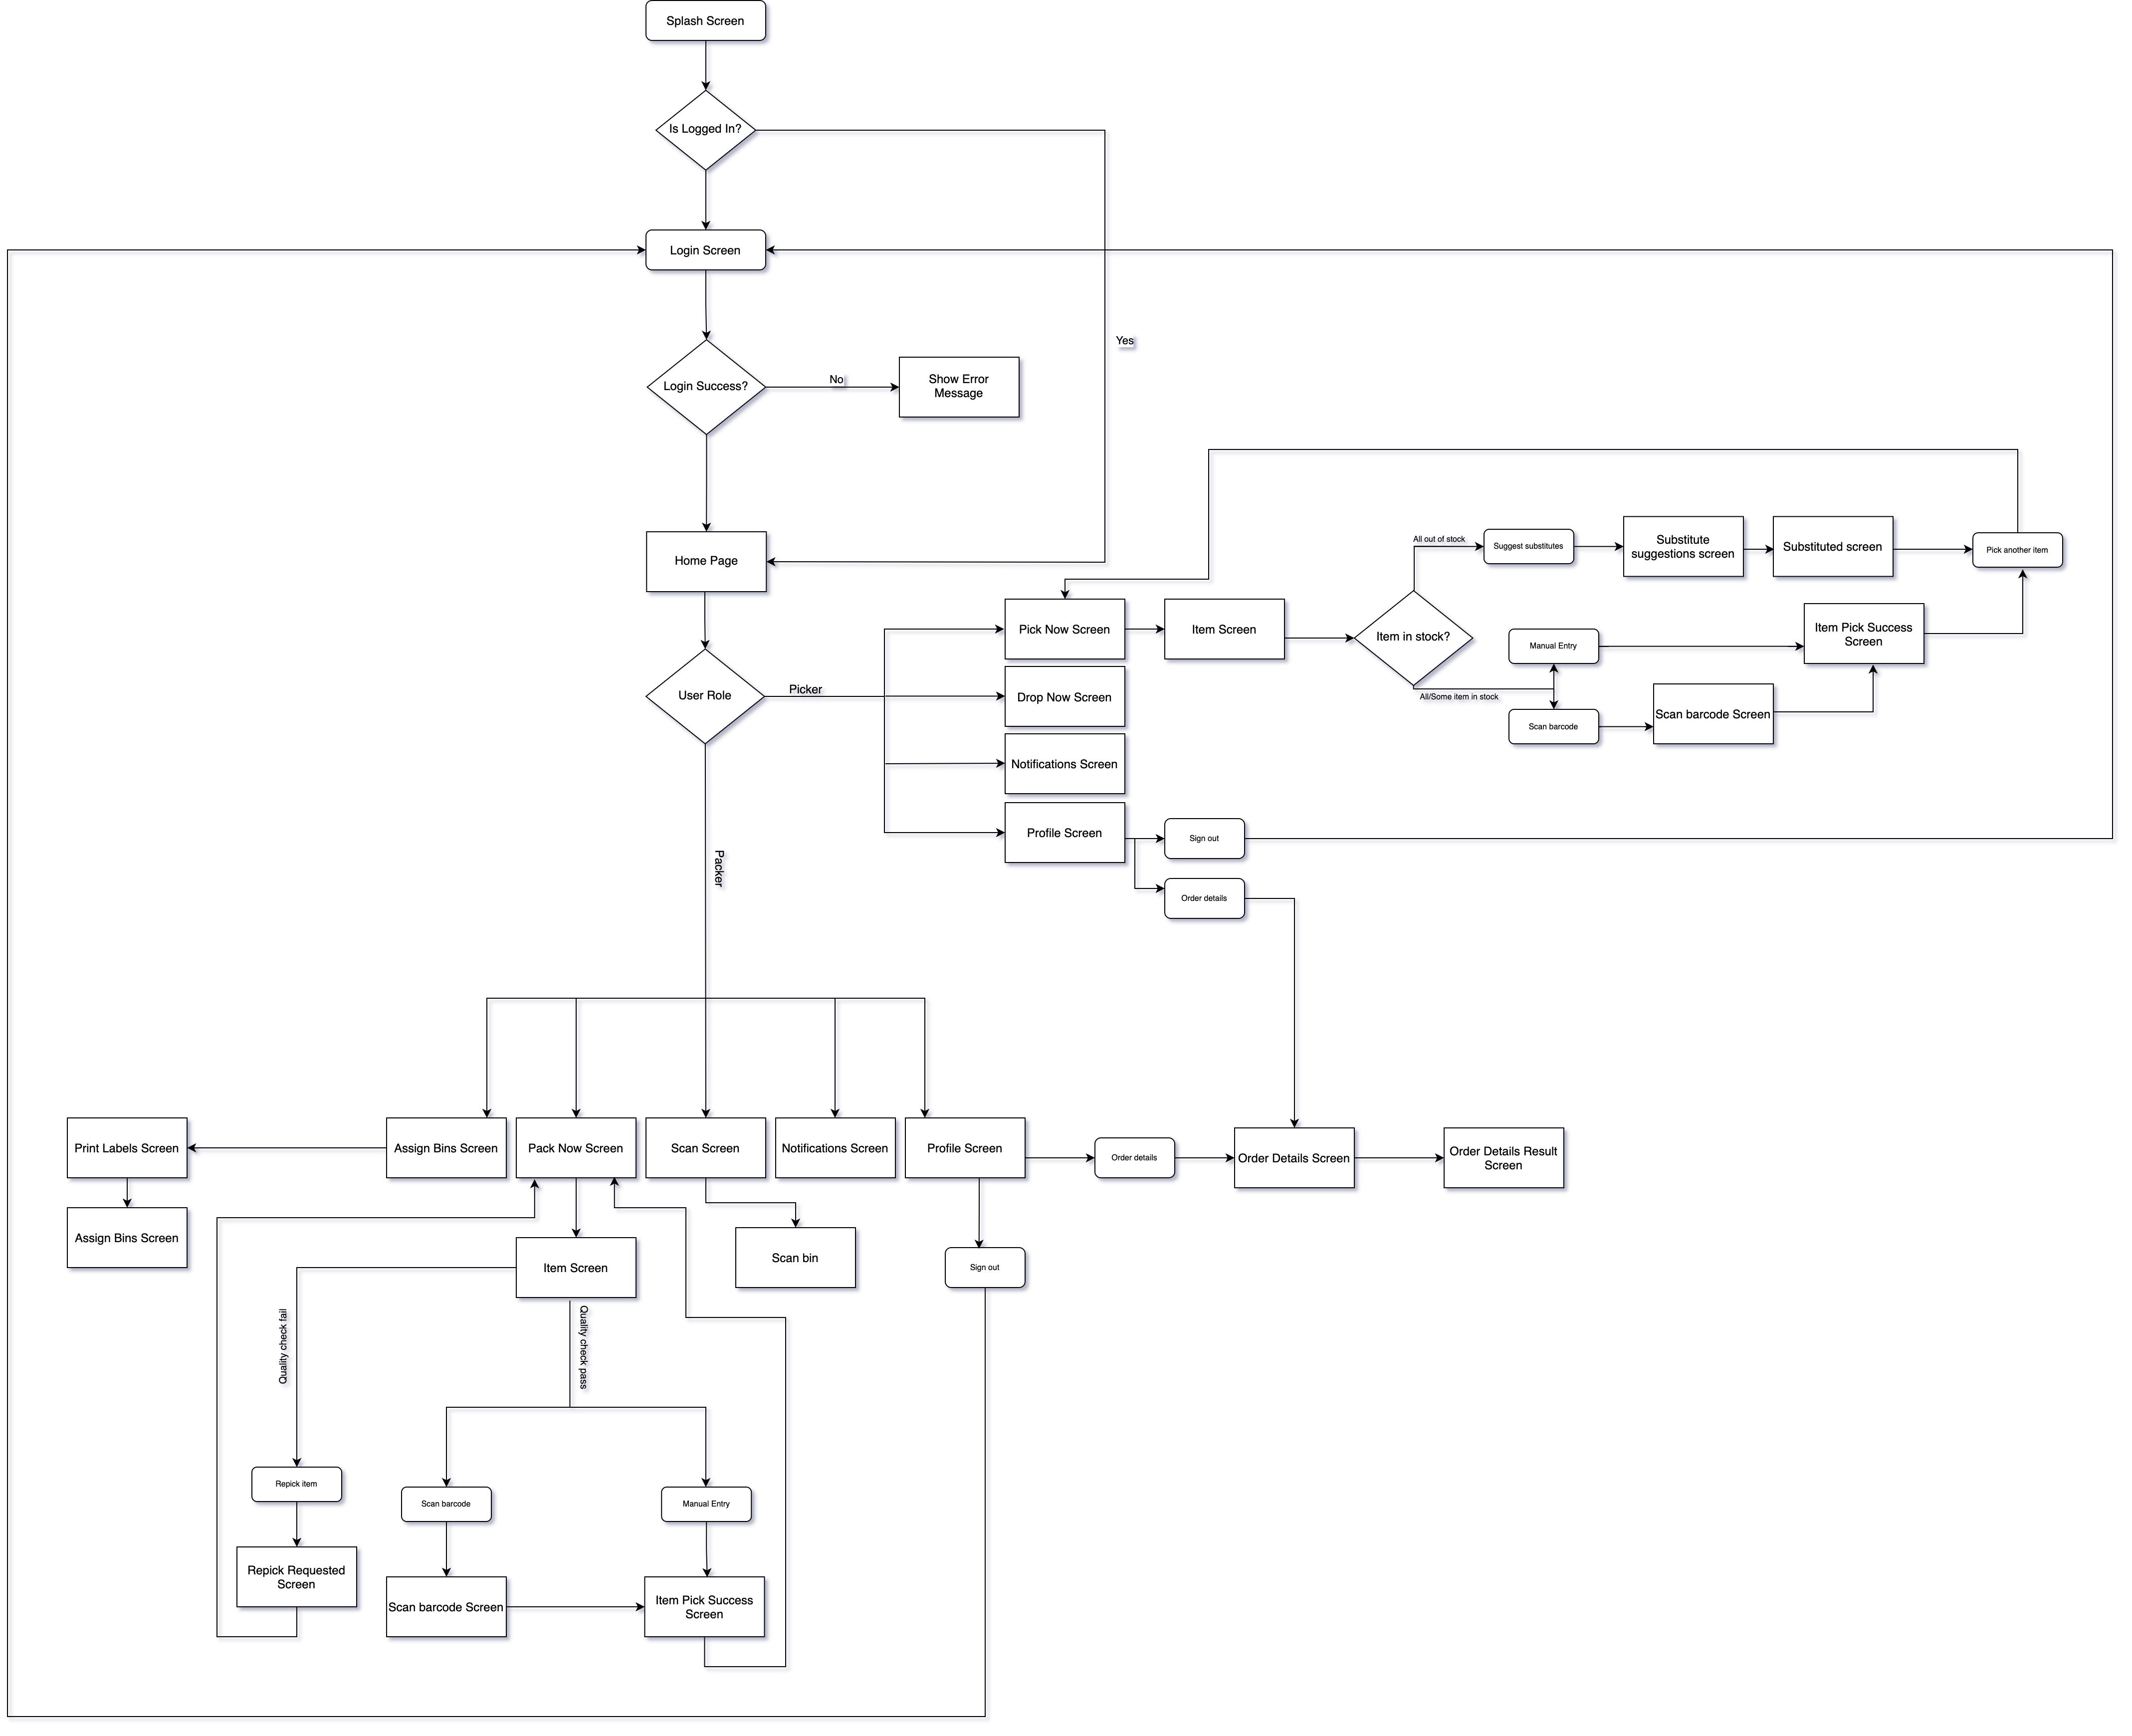 Splash Screen
Is Logged In?
Login Screen
Yes
Login Success?
No
Show Error
Message
Home Page
All out of stock
Suggest substitutes
Substitute
suggestions screen
Substituted screen
Pick another item
Pick Now Screen
Item Screen
Item in stock?
Manual Entry
Item Pick Success
Screen
User Role
Picker
Drop Now Screen
All/Some item in stock
Scan barcode
Scan barcode Screen
Notifications Screen
Profile Screen
Sign out
Packer
Order details
Print Labels Screen
Assign Bins Screen
Pack Now Screen
Scan Screen
Notifications Screen
Profile Screen
Order details
Order Details Screen
Order Details Result
Screen
Assign Bins Screen
Item Screen
Scan bin
Sign out
Quality check fail
Quality check pass
Repick item
Scan barcode
Manual Entry
Repick Requested
Screen
Scan barcode Screen
Item Pick Success
Screen